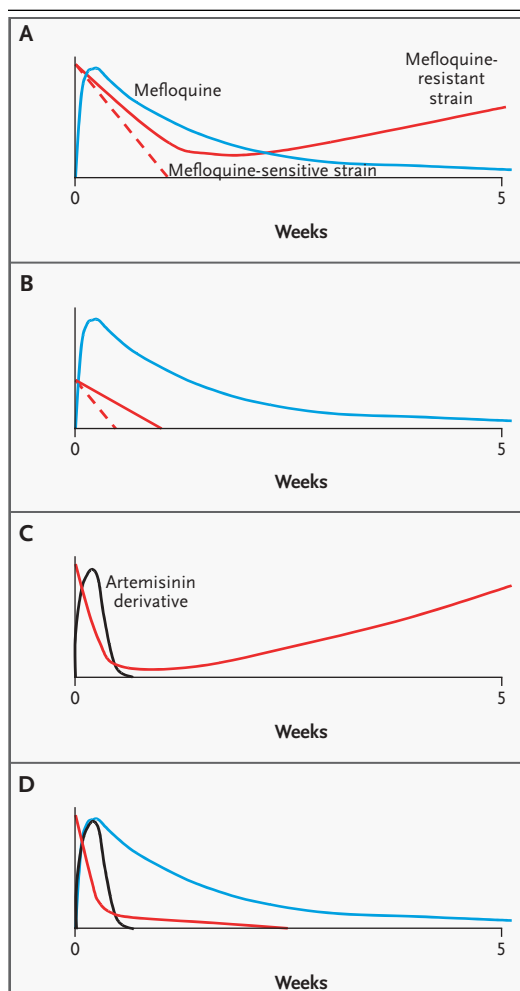 A
Mefloquine
Mefloquine-
resistant
strain
Mefloquine-sensitive strain
0
5
Weeks
B
0
5
Weeks
C
Artemisinin
derivative
0
5
Weeks
D
0
5
Weeks